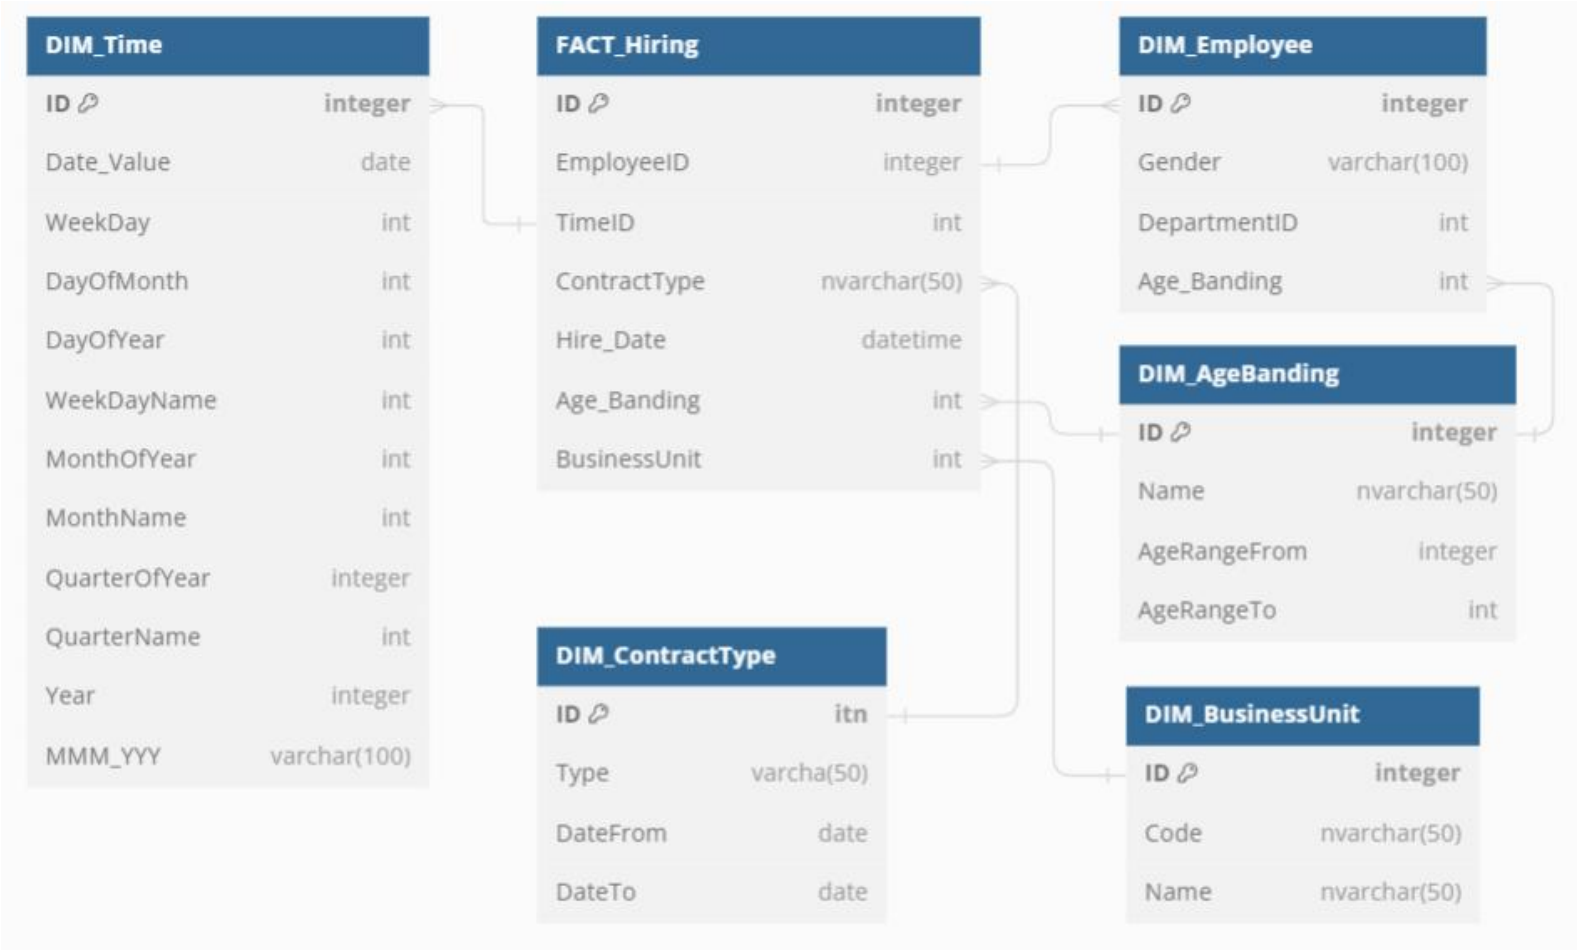 DIM_Time
ID integer
Date_Value date
WeekDay int
DayOfMonth int
DayOfYear int
WeekDayName int
MonthOfYear int
MonthName int
QuarterOfYear integer
QuarterName int
Year integer
MMM_YYY varchar(100)
FACT_Hiring
ID integer
EmployeeID integer
TimeID int
ContractType nvarchar(50)
Hire_Date datetime
Age_Banding int
BusinessUnit int
DIM_ContractType
ID itn
Type varcha(50)
DateFrom date
DateTo date
DIM_Employee
ID integer
Gender varchar(100)
DepartmentID int
Age_Banding int
DIM_AgeBanding
ID integer
Name nvarchar(50)
AgeRangeFrom integer
AgeRangeTo int
DIM_BusinessUnit
ID integer
Code nvarchar(50)
Name nvarchar(50)